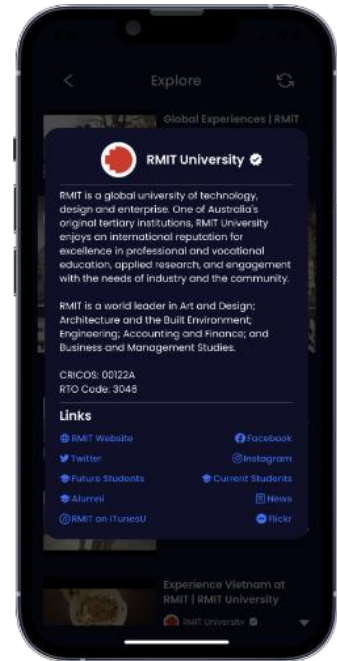 Explore
Global Experiences | RMIT
RMIT University
RMIT is a global university of technology,
design and enterprise. One of Australia's
original tertiary institutions, RMIT University
enjoys an international reputation for
excellence in professional and vocational
education, applied research, and engagement
with the needs of industry and the community.
RMIT is a world leader in Art and Design;
Architecture and the Built Environment;
Engineering; Accounting and Finance; and
Business and Management Studies.
CRICOS: 00122A
RTO Code: 3046
Links
RMIT Website
Facebook
Twitter
Instagram
Future Students
Current Students
Alumni
News
RMIT on iTunesU
Flickr
Experience Vietnam at
RMIT | RMIT University
RMIT University